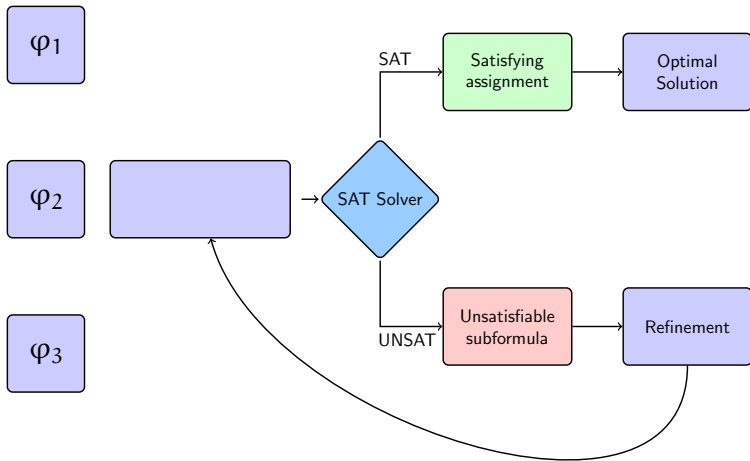 φ1
SAT
Satisfying
assignment
Optimal
Solution
φ2
SAT Solver
φ3
UNSAT
Unsatisfiable
subformula
Refinement